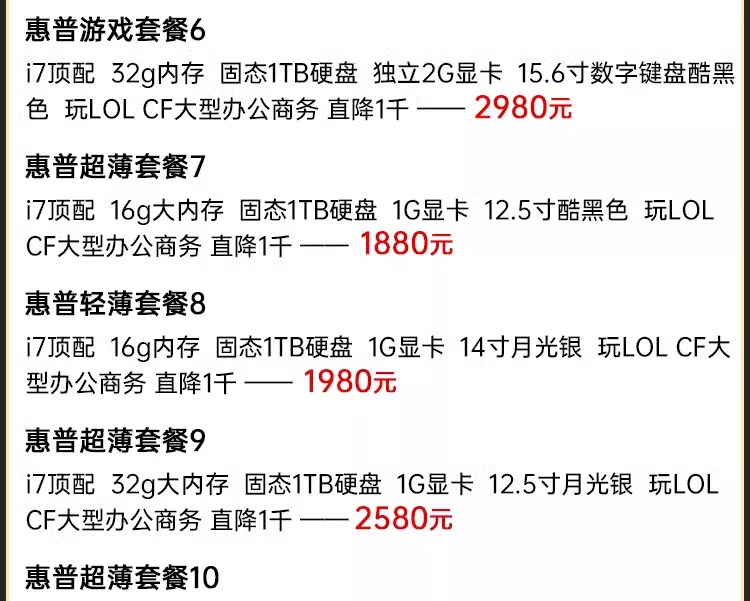 惠普游戏套餐6
i7顶配 32g内存 固态1TB硬盘 独立2G显卡 15.6寸数字键盘酷黑
色 玩LOL CF大型办公商务 直降1千 —— 2980元
惠普超薄套餐7
i7顶配 16g大内存 固态1TB硬盘 1G显卡 12.5寸酷黑色 玩LOL
CF大型办公商务 直降1千 —— 1880元
惠普轻薄套餐8
i7顶配 16g内存 固态1TB硬盘 1G显卡 14寸月光银 玩LOL CF大
型办公商务 直降1千 —— 1980元
惠普超薄套餐9
i7顶配 32g大内存 固态1TB硬盘 1G显卡 12.5寸月光银 玩LOL
CF大型办公商务 直降1千 —— 2580元
惠普超薄套餐10